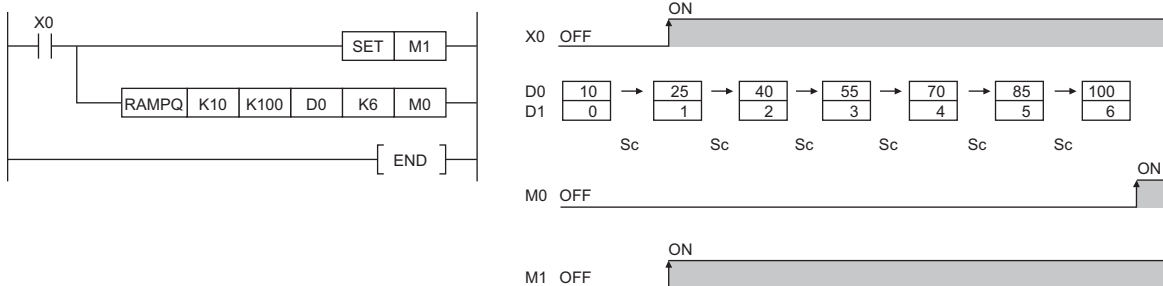 X0
SET M1
RAMPQ K10 K100 D0 K6 M0
END
ON
X0 OFF
D0 10 25 40 55 70 85 100
D1 0 1 2 3 4 5 6
Sc Sc Sc Sc Sc Sc
ON
M0 OFF
ON
M1 OFF